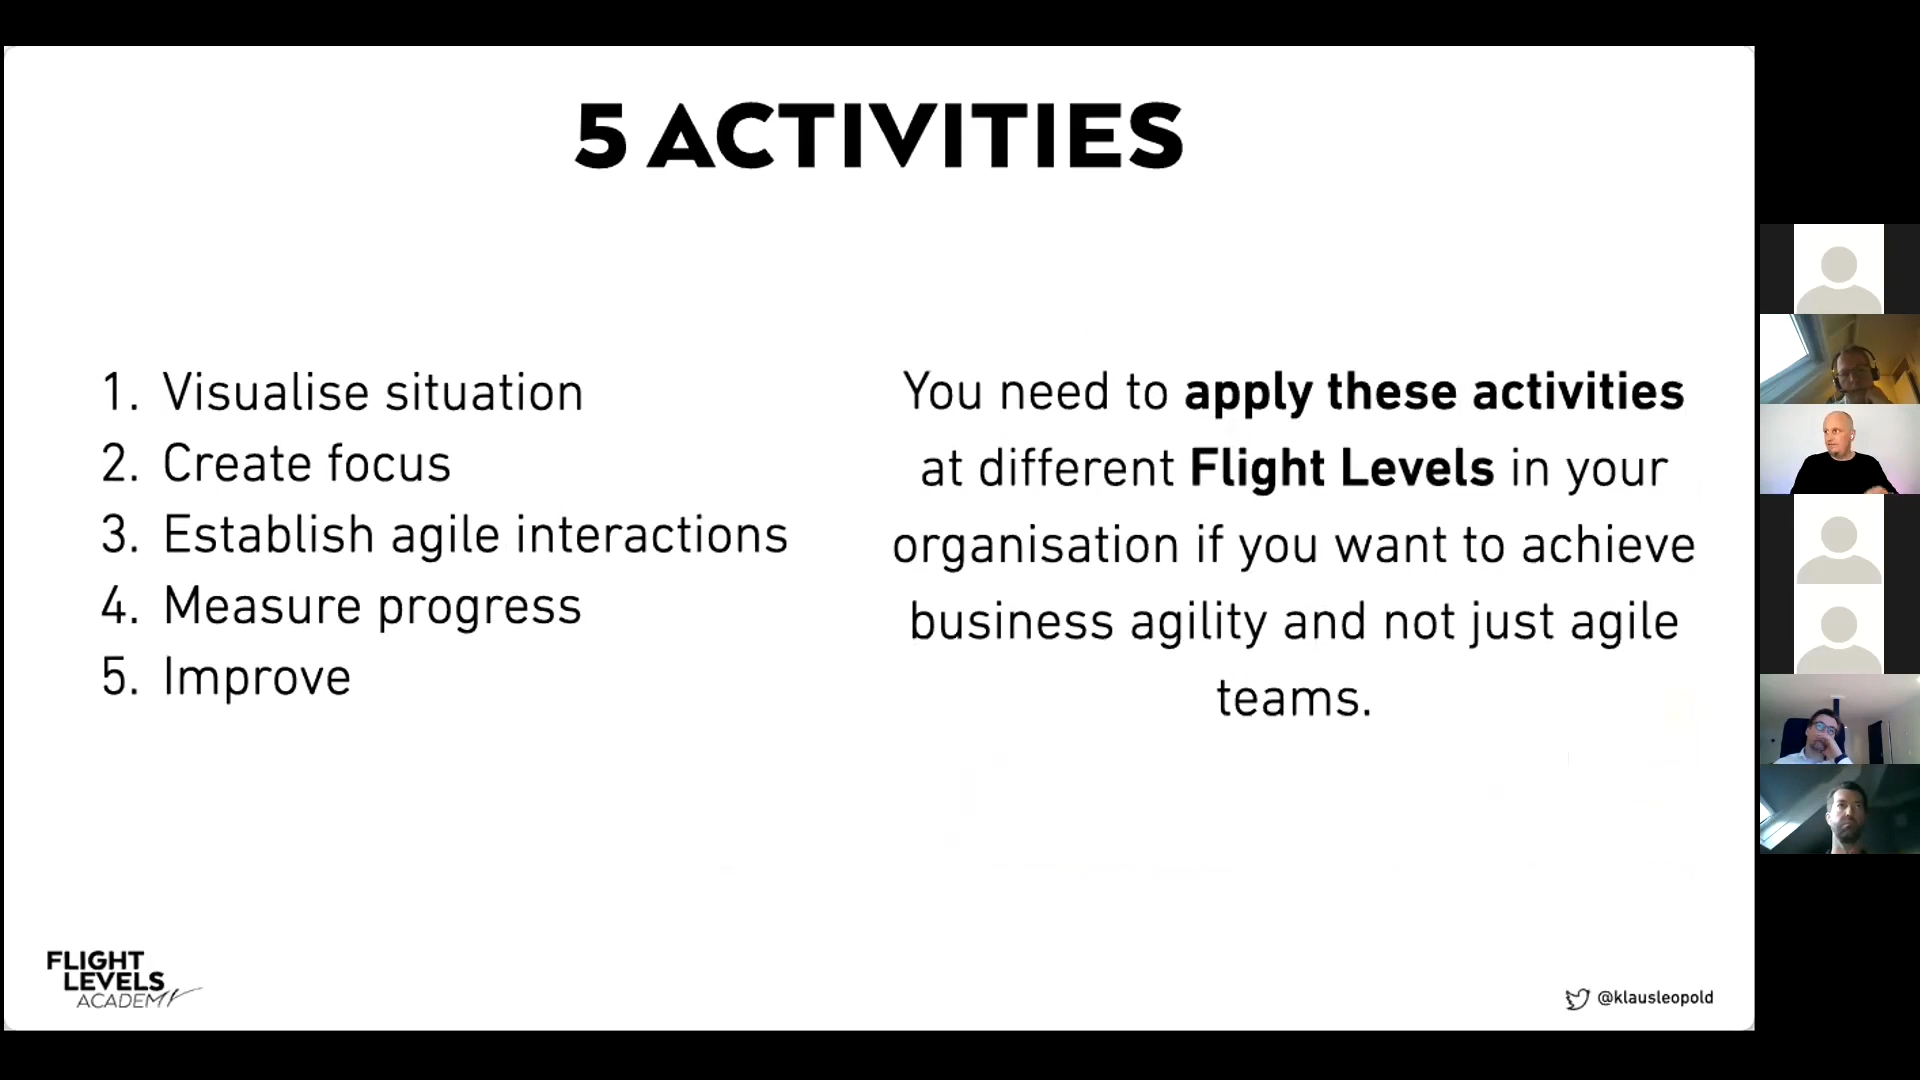 5 ACTIVITIES
1. Visualise situation
2. Create focus
3. Establish agile interactions
4. Measure progress
5. Improve
You need to apply these activities
at different Flight Levels in your
organisation if you want to achieve
business agility and not just agile
teams.
FLIGHT
LEVELS
ACADEMY
@klausleopold